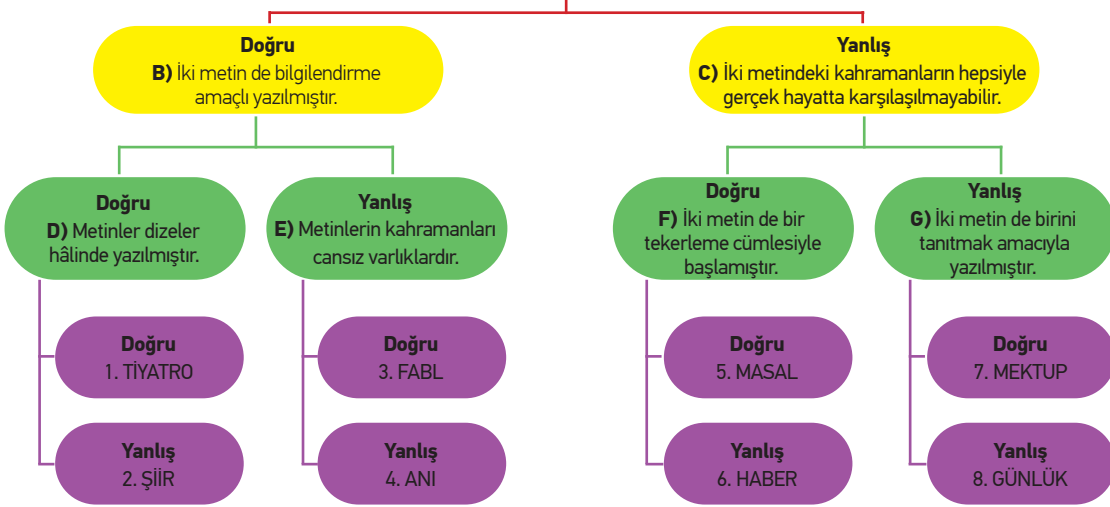 Doğru
B) İki metin de bilgilendirme
amaçlı yazılmıştır.
Yanlış
C) İki metindeki kahramanların hepsiyle
gerçek hayatta karşılaşılmayabilir.
Doğru
D) Metinler dizeler
hâlinde yazılmıştır.
Yanlış
E) Metinlerin kahramanları
cansız varlıklardır.
Doğru
F) İki metin de bir
tekerleme cümlesiyle
başlamıştır.
Yanlış
G) İki metin de birini
tanıtmak amacıyla
yazılmıştır.
Doğru
1. TİYATRO
Doğru
3. FABL
Doğru
5. MASAL
Doğru
7. MEKTUP
Yanlış
2. ŞİİR
Yanlış
4. ANI
Yanlış
6. HABER
Yanlış
8. GÜNLÜK